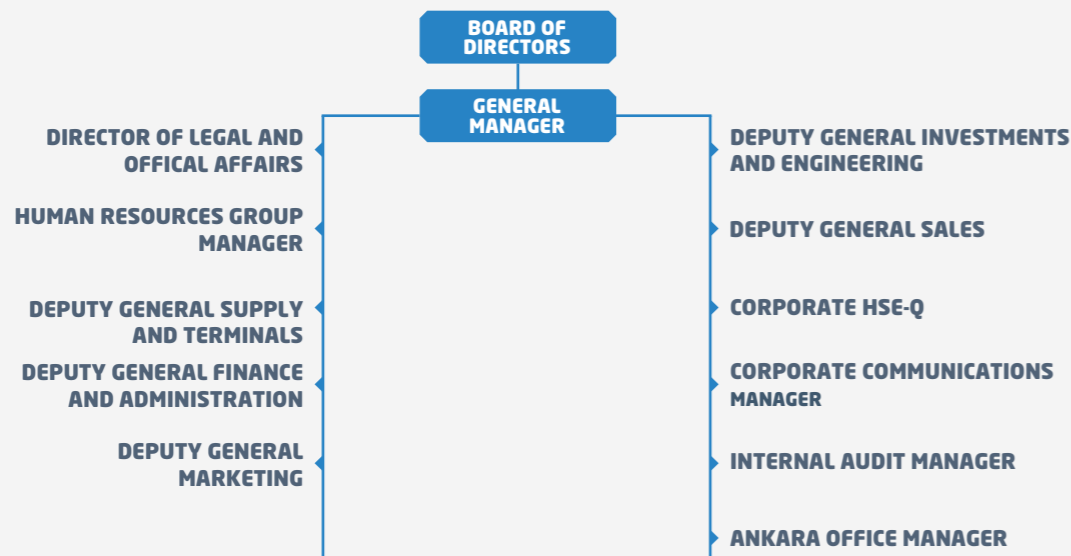 BOARD OF
DIRECTORS
GENERAL
MANAGER
DIRECTOR OF LEGAL AND
OFFICAL AFFAIRS
HUMAN RESOURCES GROUP
MANAGER
DEPUTY GENERAL SUPPLY
AND TERMINALS
DEPUTY GENERAL FINANCE
AND ADMINISTRATION
DEPUTY GENERAL
MARKETING
DEPUTY GENERAL INVESTMENTS
AND ENGINEERING
DEPUTY GENERAL SALES
CORPORATE HSE-Q
CORPORATE COMMUNICATIONS
MANAGER
INTERNAL AUDIT MANAGER
ANKARA OFFICE MANAGER